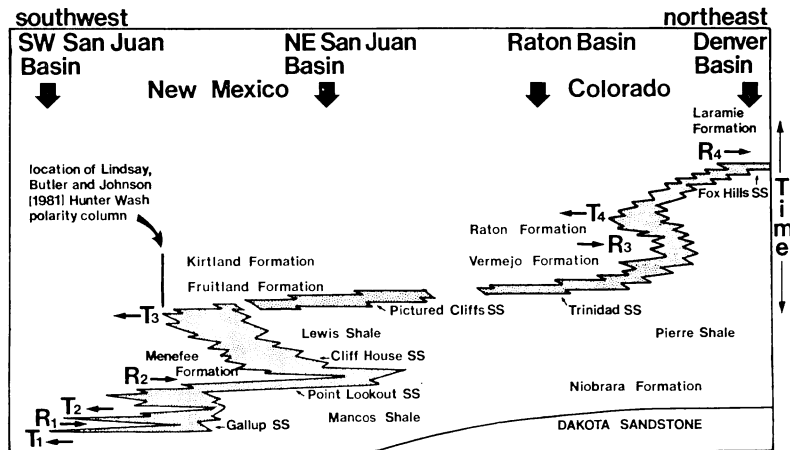 southwest
northeast
SW San Juan
Basin
NE San Juan
Basin
Raton Basin
Denver
Basin
New Mexico
Colorado
Laramie
Formation
R4
Fox Hills SS
Time
location of Lindsay,
Butler and Johnson
[1981] Hunter Wash
polarity column
T4
Raton Formation
R3
Kirtland Formation
Vermejo Formation
Fruitland Formation
Pictured Cliffs SS
Trinidad SS
T3
Lewis Shale
Pierre Shale
Menefee
Formation
Cliff House SS
R2
Point Lookout SS
Niobrara Formation
T2
Mancos Shale
R1
Gallup SS
DAKOTA SANDSTONE
T1